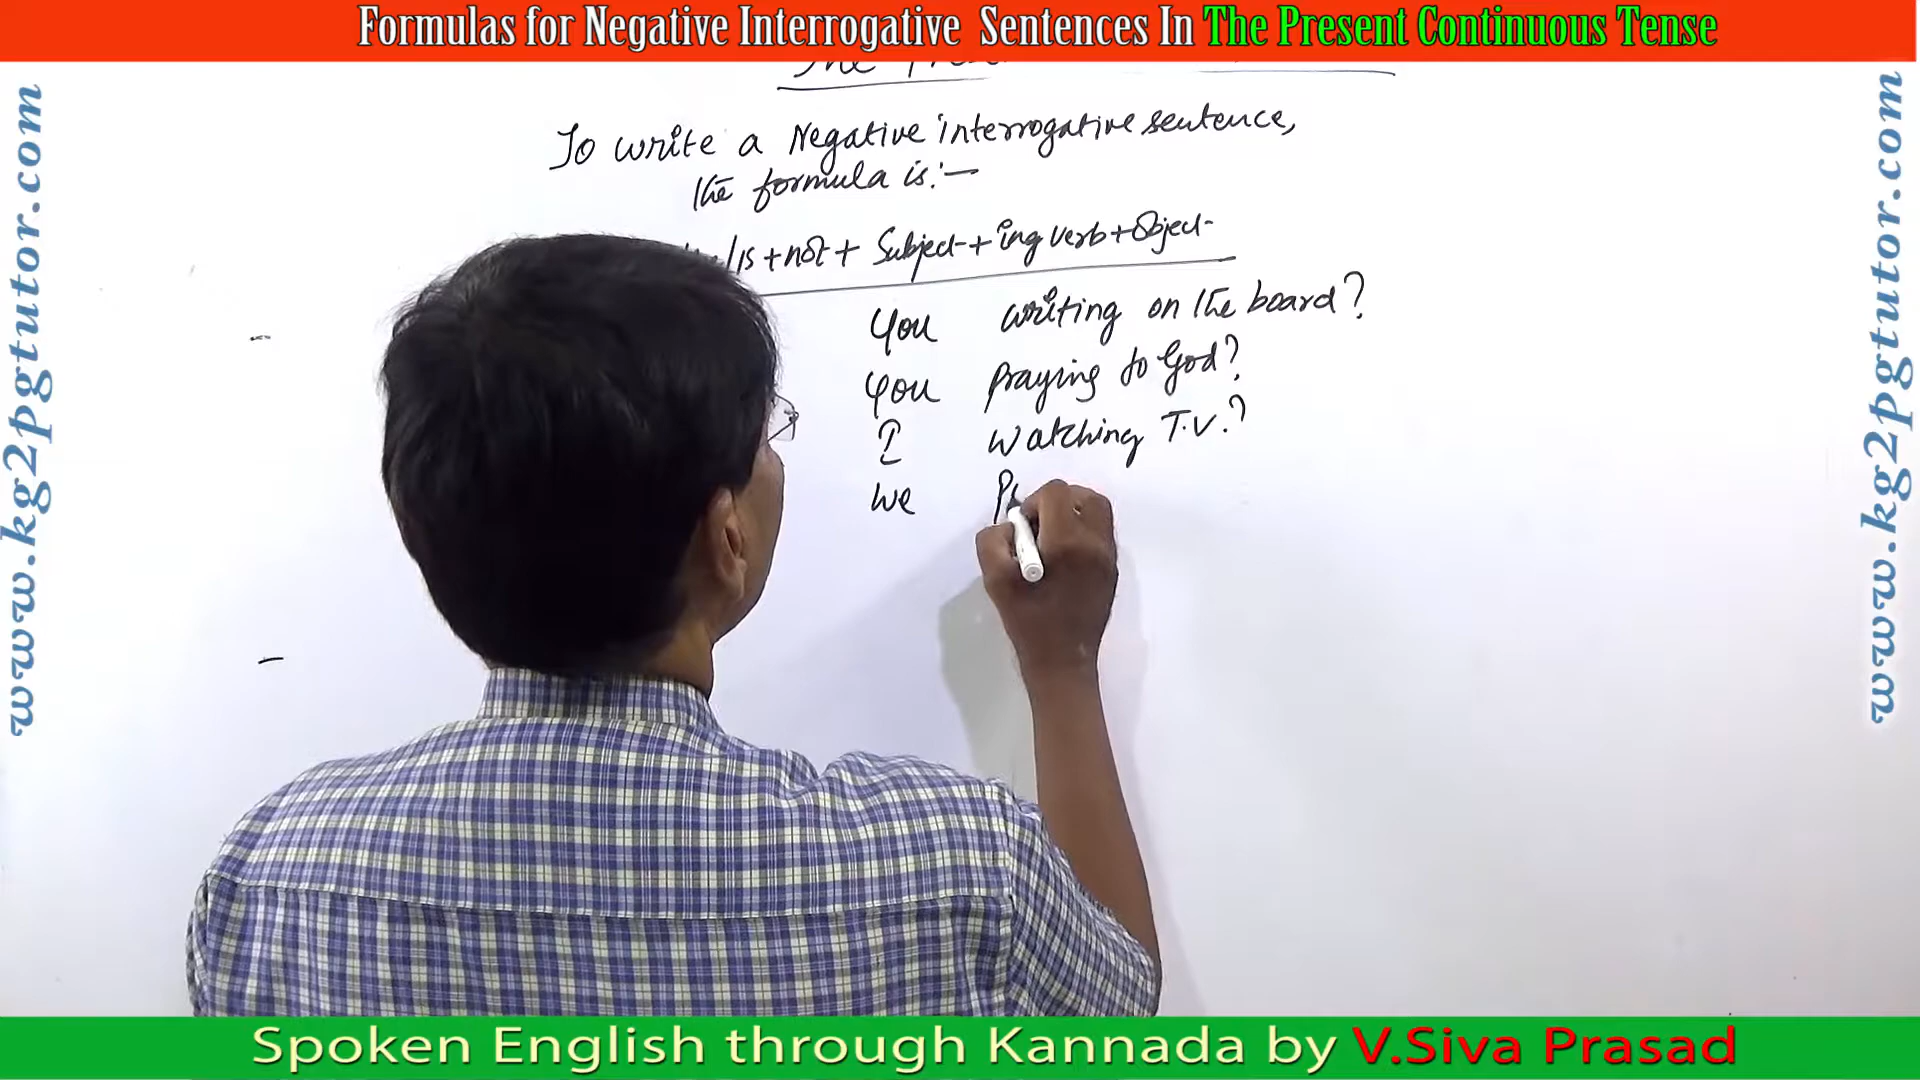 Formulas for Negative Interrogative Sentences In The Present Continuous Tense
www.kg2pgtutor.com
www.kg2pgtutor.com
The
To write a Negative interrogative sentence,
the formula is:-
/is +not + Subject + ing verb + Object
you writing on the board?
you praying to God?
I watching T.V.?
we
Spoken English through Kannada by V.Siva Prasad